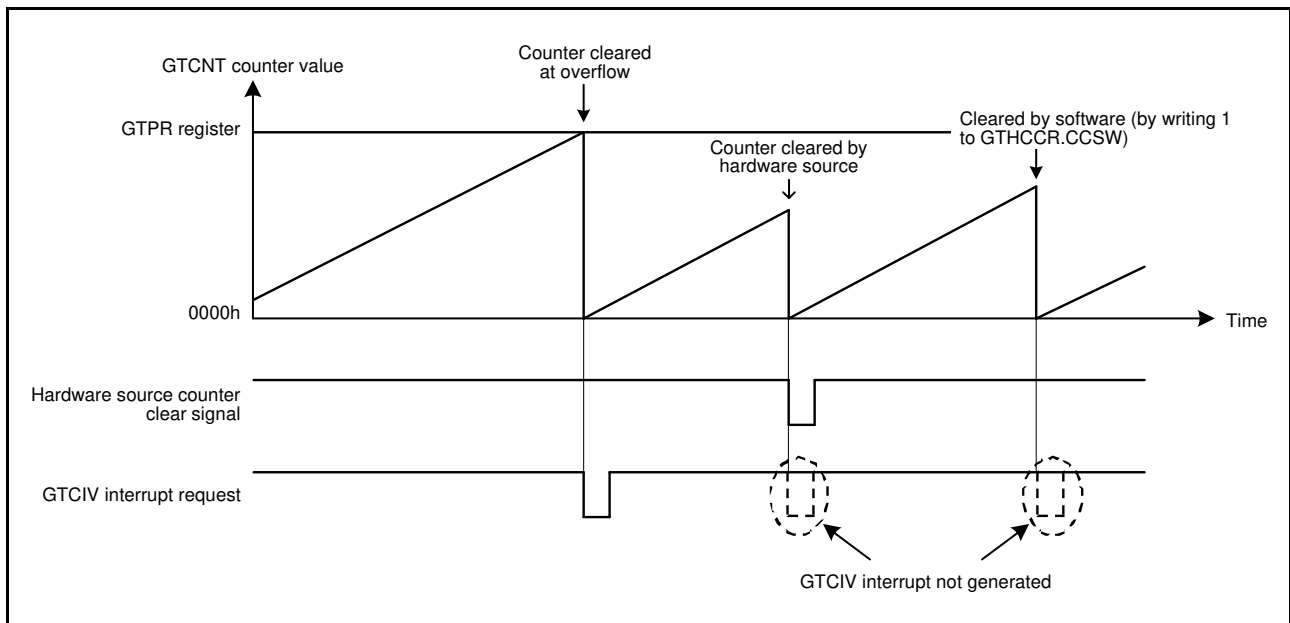 Counter cleared
at overflow
GTCNT counter value
GTPR register
Cleared by software (by writing 1
to GTHCCR.CCSW)
Counter cleared by
hardware source
0000h
Time
Hardware source counter
clear signal
GTCIV interrupt request
GTCIV interrupt not generated